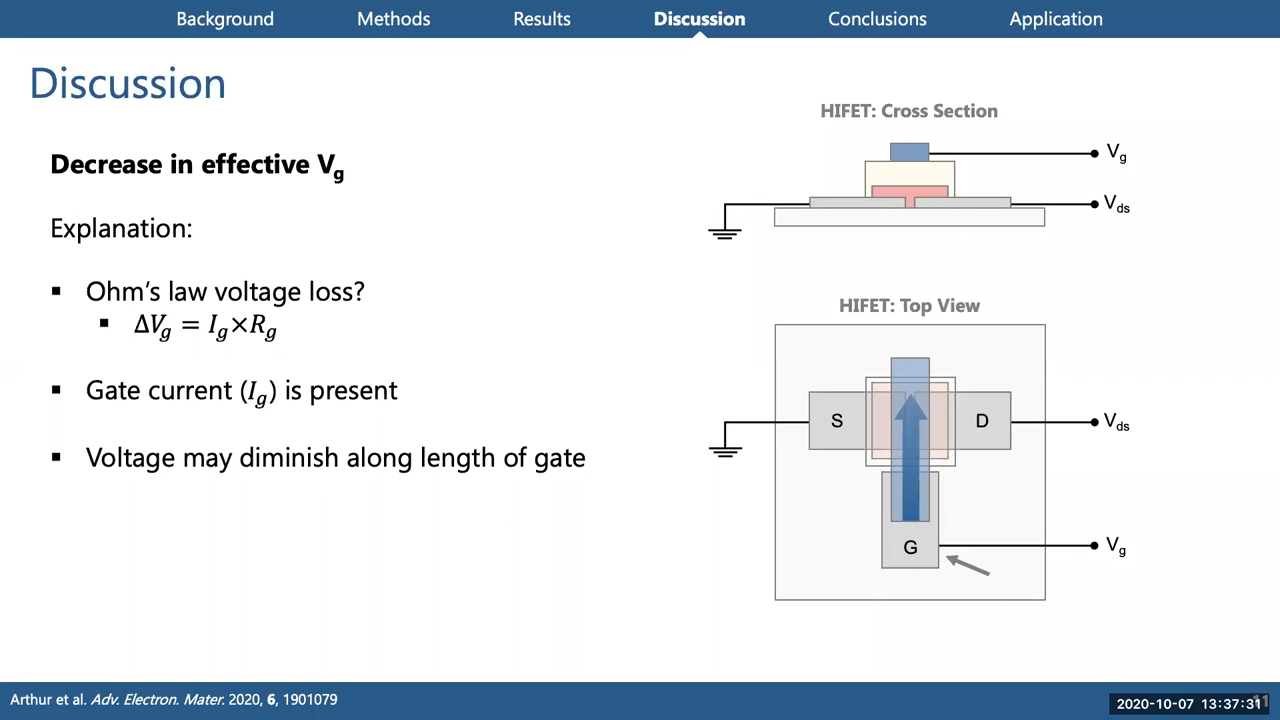 Background Methods Results Discussion Conclusions Application
Discussion
HIFET: Cross Section
Decrease in effective Vg
Vg
Vds
Explanation:
▪ Ohm's law voltage loss?
▪ ΔVg = Ig×Rg
▪ Gate current (Ig) is present
▪ Voltage may diminish along length of gate
HIFET: Top View
S
D
Vds
G
Vg
Arthur et al. Adv. Electron. Mater. 2020, 6, 1901079
2020-10-07 13:37:31
11